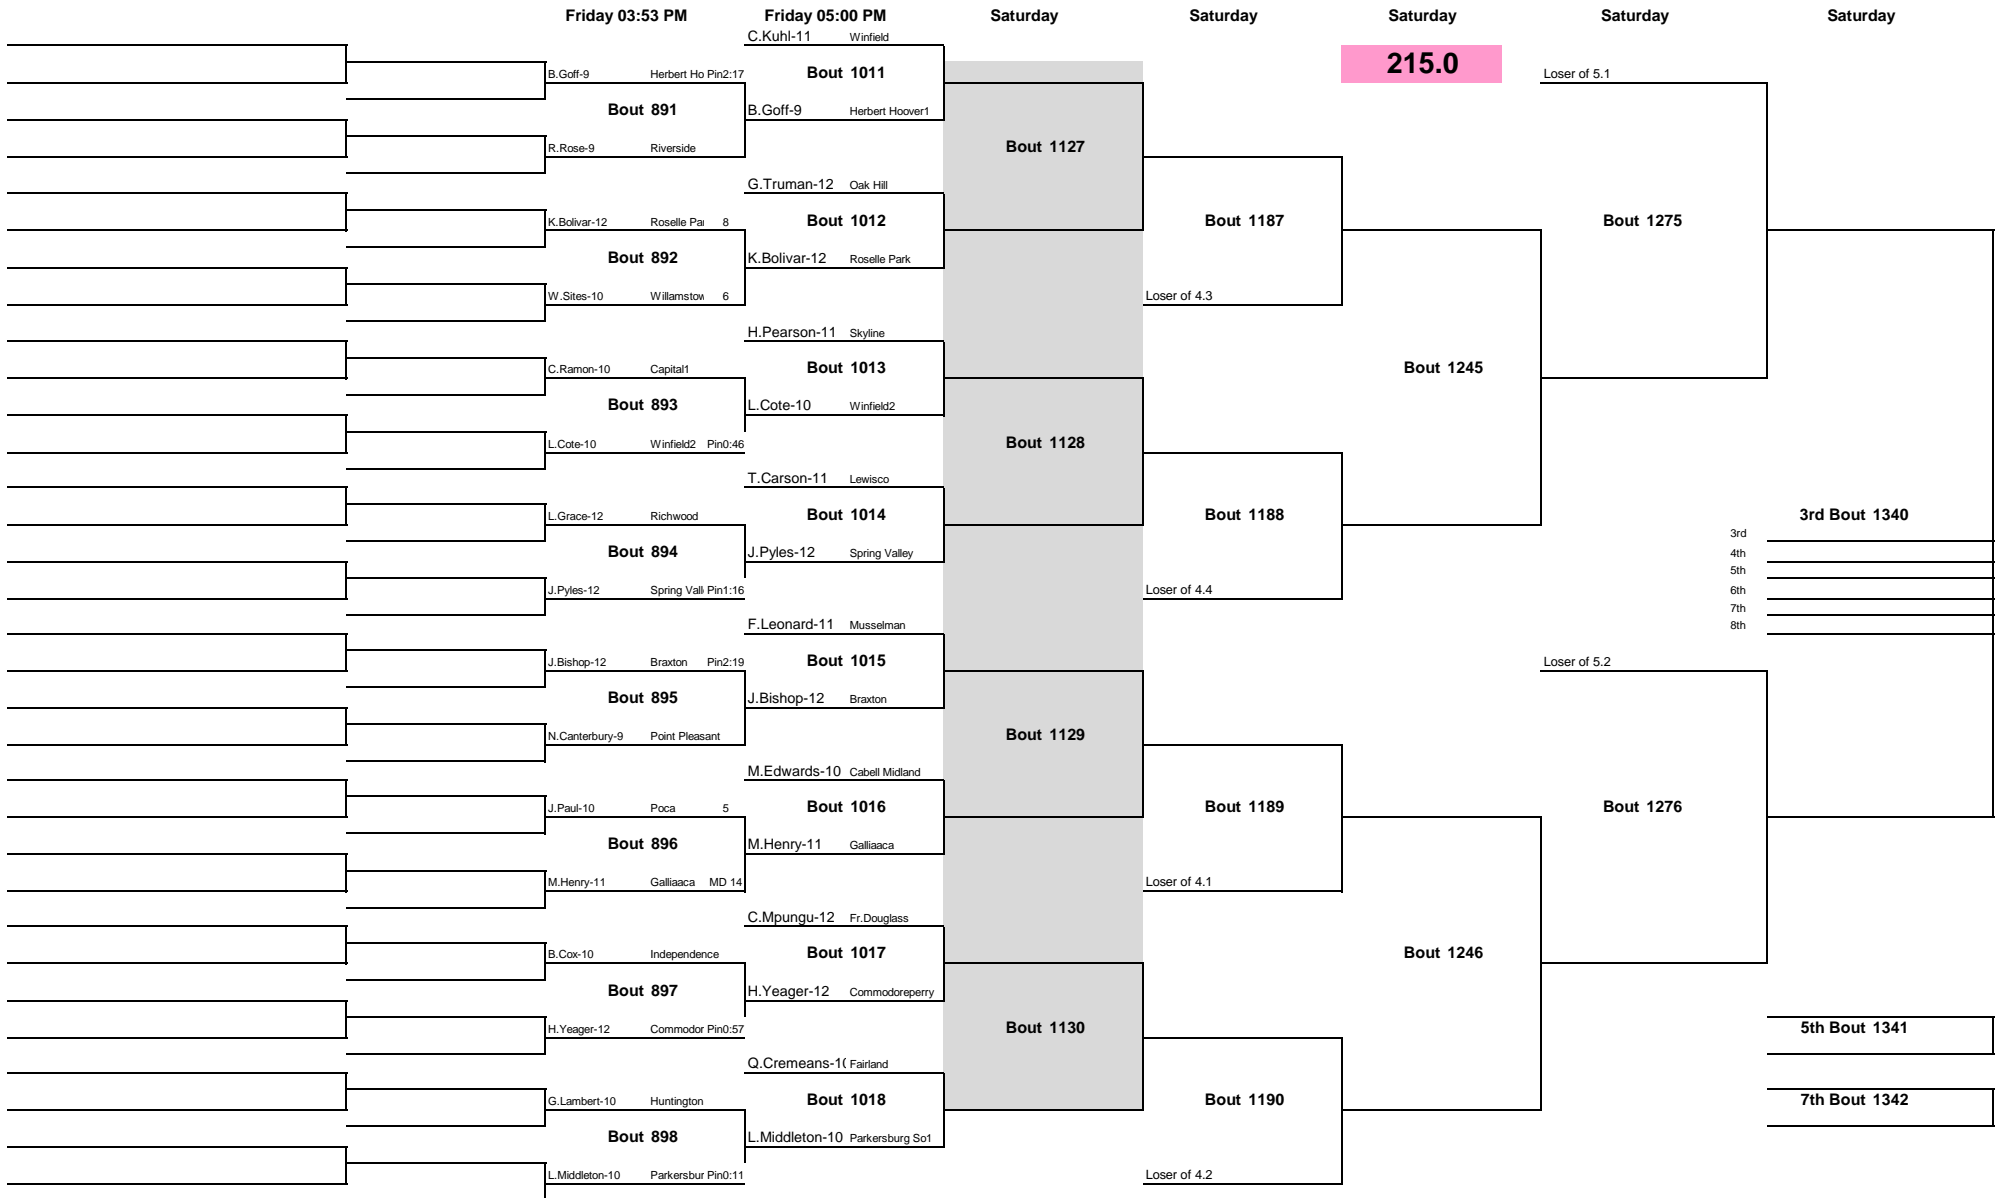 Friday 03:53 PM Friday 05:00 PM Saturday Saturday Saturday Saturday Saturday
C.Kuhl-11 Winfield
215.0
B.Goff-9 Herbert Ho Pin2:17 Bout 1011 Loser of 5.1
Bout 891 B.Goff-9 Herbert Hoover1
R.Rose-9 Riverside Bout 1127
G.Truman-12 Oak Hill
K.Bolivar-12 Roselle Par 8 Bout 1012 Bout 1187 Bout 1275
Bout 892 K.Bolivar-12 Roselle Park
W.Sites-10 Willamstow 6 Loser of 4.3
H.Pearson-11 Skyline
C.Ramon-10 Capital1 Bout 1013 Bout 1245
Bout 893 L.Cote-10 Winfield2
L.Cote-10 Winfield2 Pin0:46 Bout 1128
T.Carson-11 Lewisco
L.Grace-12 Richwood Bout 1014 Bout 1188 3rd Bout 1340
3rd
Bout 894 J.Pyles-12 Spring Valley 4th
5th
J.Pyles-12 Spring Vall Pin1:16 Loser of 4.4 6th
7th
F.Leonard-11 Musselman 8th
J.Bishop-12 Braxton Pin2:19 Bout 1015 Loser of 5.2
Bout 895 J.Bishop-12 Braxton
N.Canterbury-9 Point Pleasant Bout 1129
M.Edwards-10 Cabell Midland
J.Paul-10 Poca 5 Bout 1016 Bout 1189 Bout 1276
Bout 896 M.Henry-11 Galliaaca
M.Henry-11 Galliaaca MD 14 Loser of 4.1
C.Mpungu-12 Fr.Douglass
B.Cox-10 Independence Bout 1017 Bout 1246
Bout 897 H.Yeager-12 Commodoreperry
H.Yeager-12 Commodor Pin0:57 Bout 1130 5th Bout 1341
Q.Cremeans-1( Fairland
G.Lambert-10 Huntington Bout 1018 Bout 1190 7th Bout 1342
Bout 898 L.Middleton-10 Parkersburg So1
L.Middleton-10 Parkersbur Pin0:11 Loser of 4.2